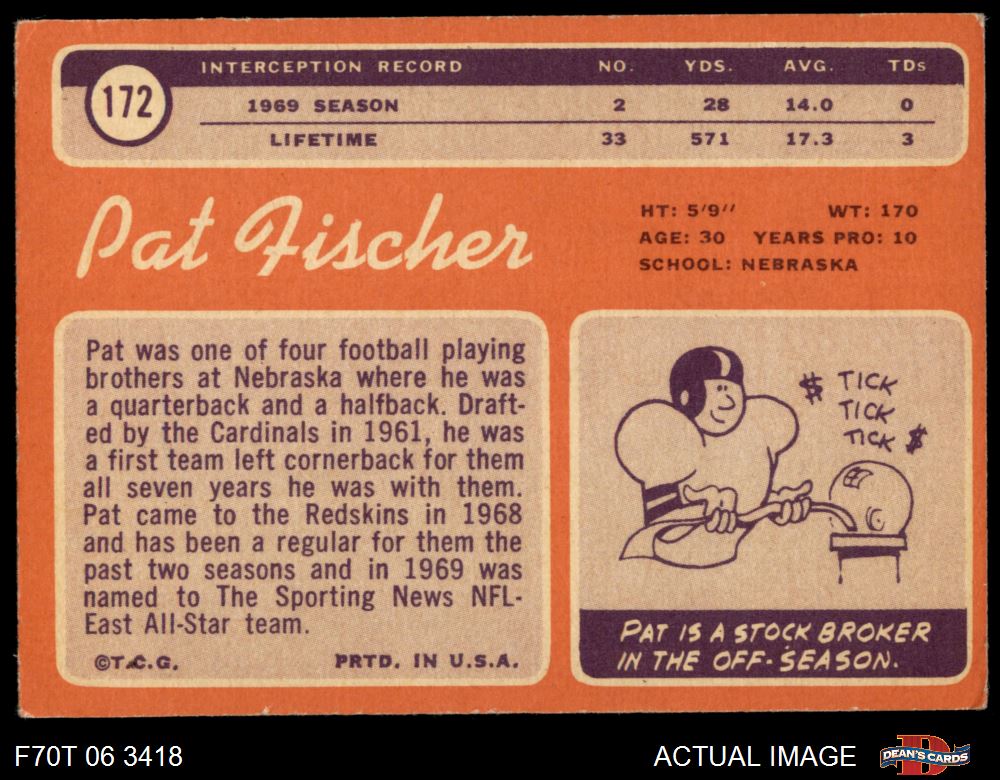 172
INTERCEPTION RECORD NO. YDS. AVG. TDs
1969 SEASON 2 28 14.0 0
LIFETIME 33 571 17.3 3
Pat Fischer
HT: 5'9" WT: 170
AGE: 30 YEARS PRO: 10
SCHOOL: NEBRASKA
Pat was one of four football playing
brothers at Nebraska where he was
a quarterback and a halfback. Draft-
ed by the Cardinals in 1961, he was
a first team left cornerback for them
all seven years he was with them.
Pat came to the Redskins in 1968
and has been a regular for them the
past two seasons and in 1969 was
named to The Sporting News NFL-
East All-Star team.
©T.C.G. PRTD. IN U.S.A.
$ TICK
TICK
TICK $
PAT IS A STOCK BROKER
IN THE OFF-SEASON.
F70T 06 3418
ACTUAL IMAGE
D
DEAN'S CARDS